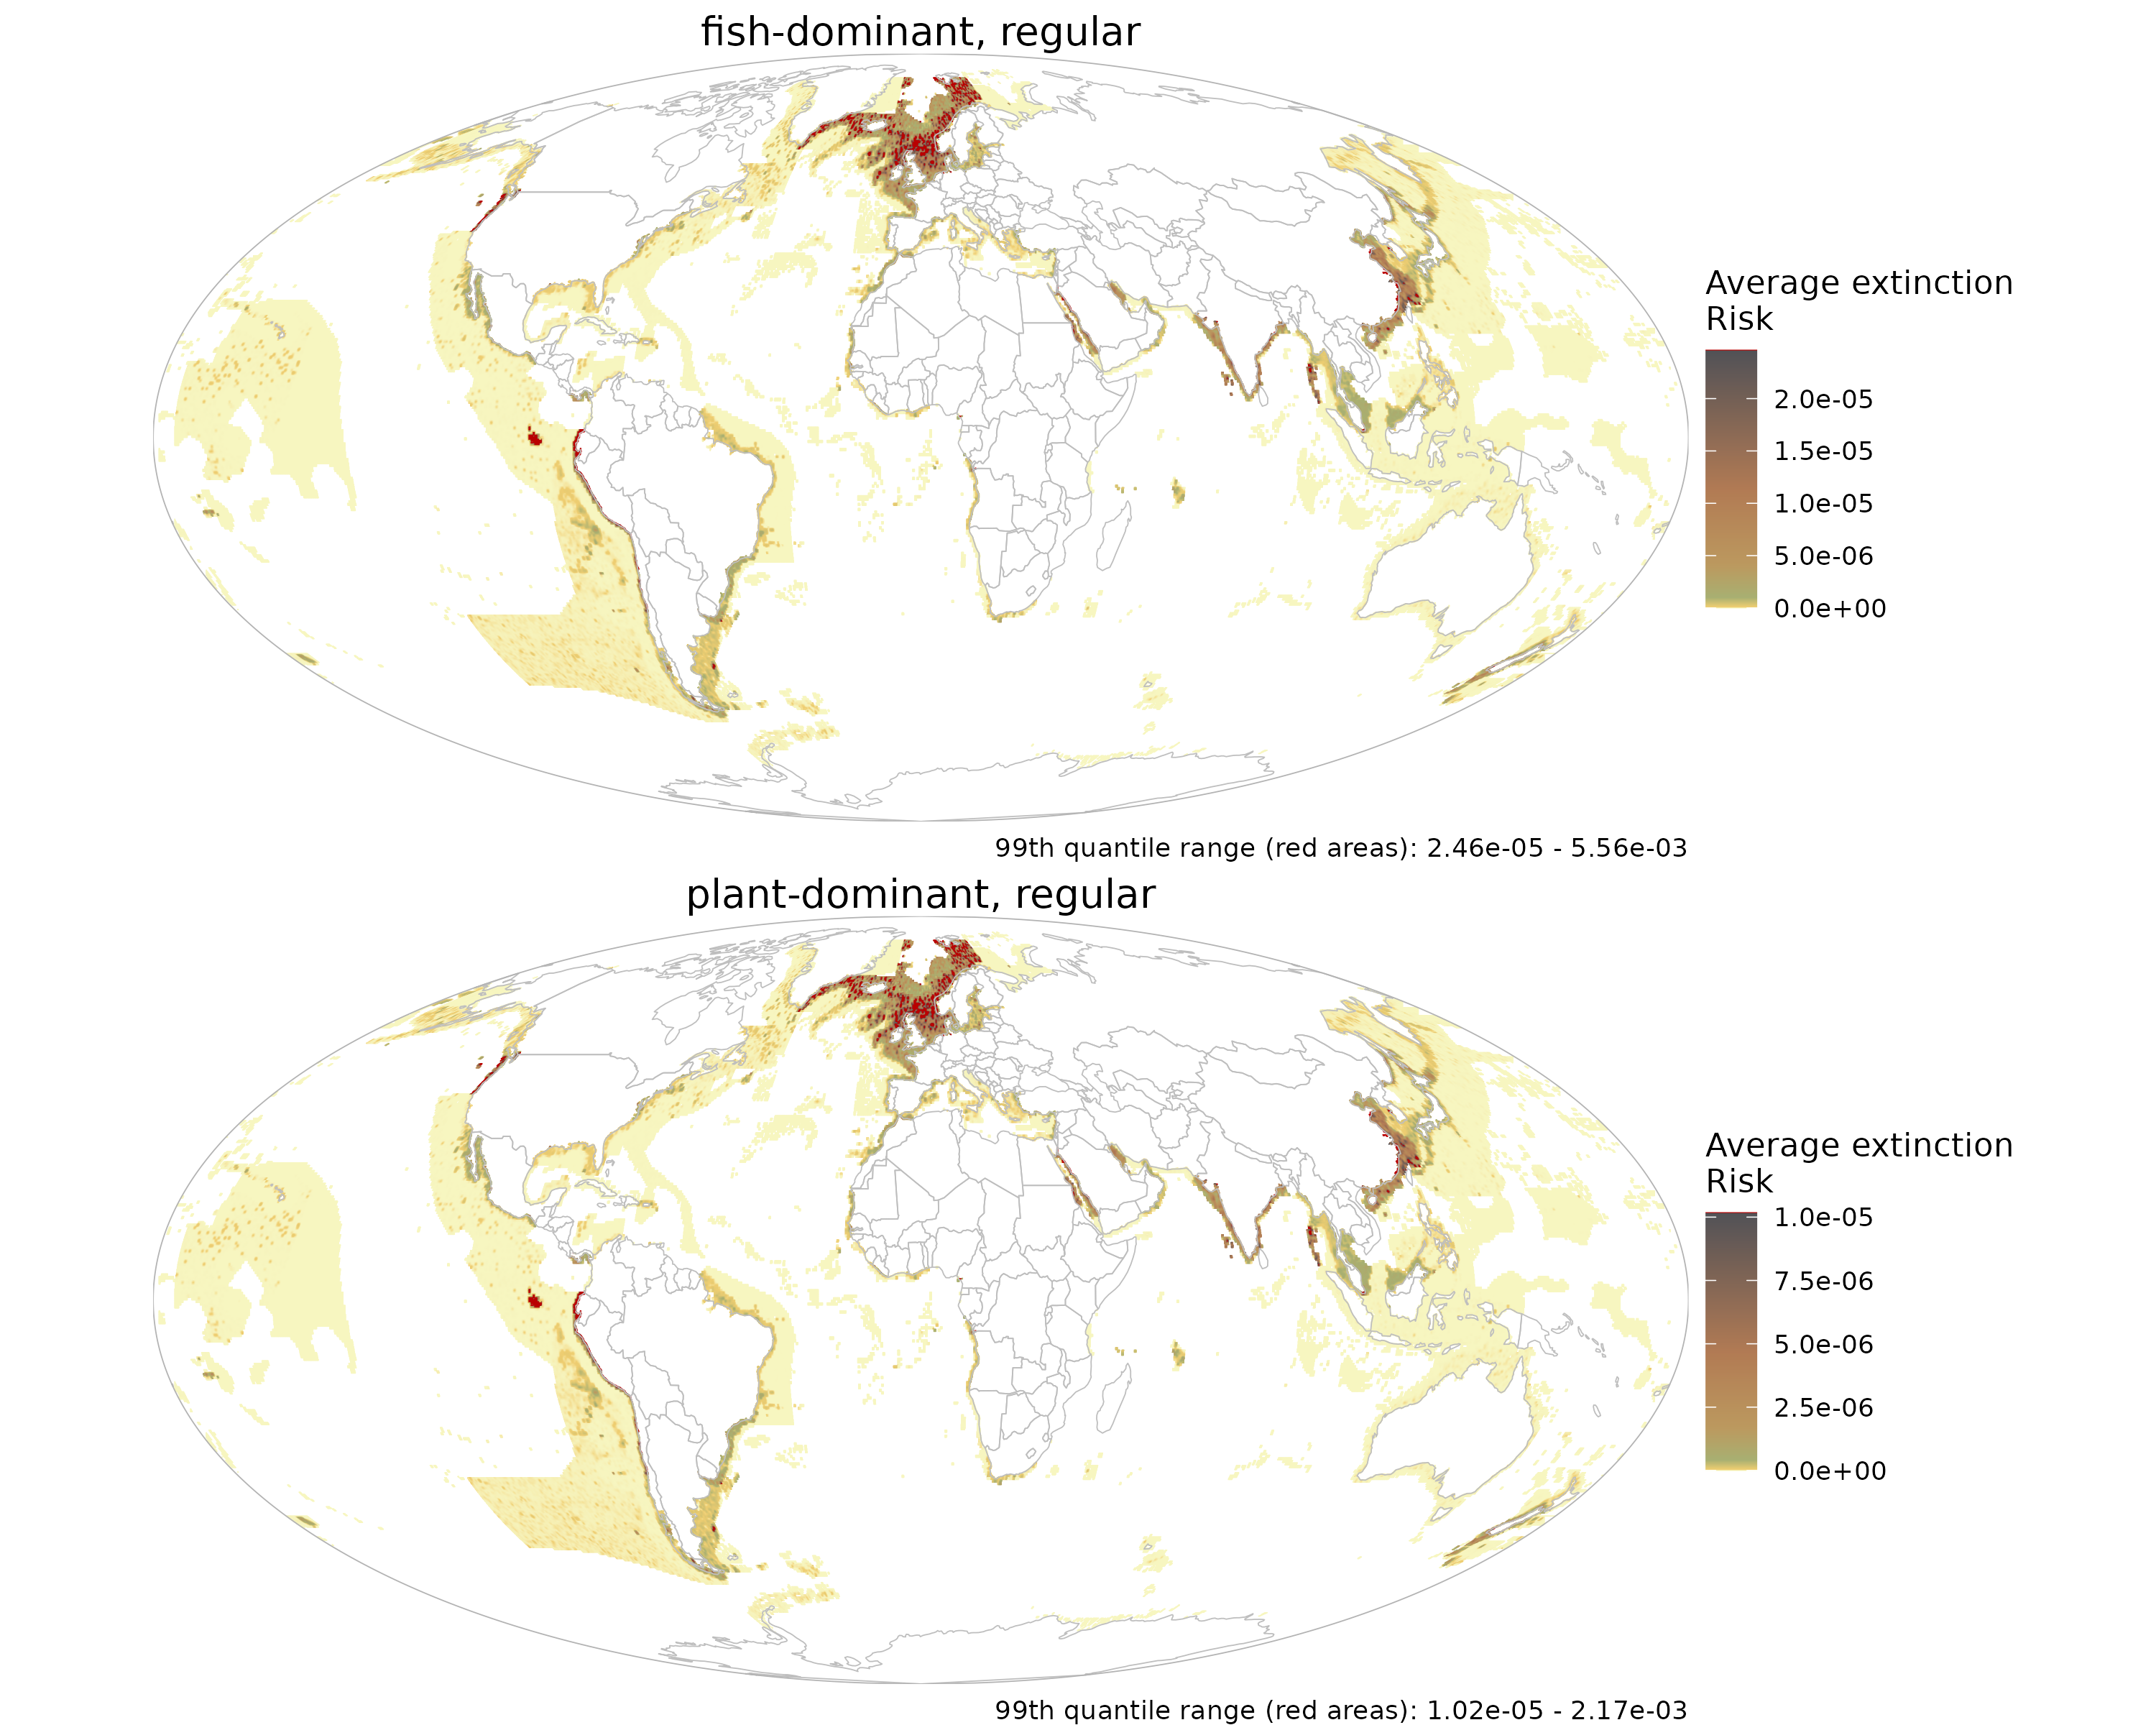 fish-dominant, regular
Average extinction
Risk
2.0e-05
1.5e-05
1.0e-05
5.0e-06
0.0e+00
99th quantile range (red areas): 2.46e-05 - 5.56e-03
plant-dominant, regular
Average extinction
Risk
1.0e-05
7.5e-06
5.0e-06
2.5e-06
0.0e+00
99th quantile range (red areas): 1.02e-05 - 2.17e-03